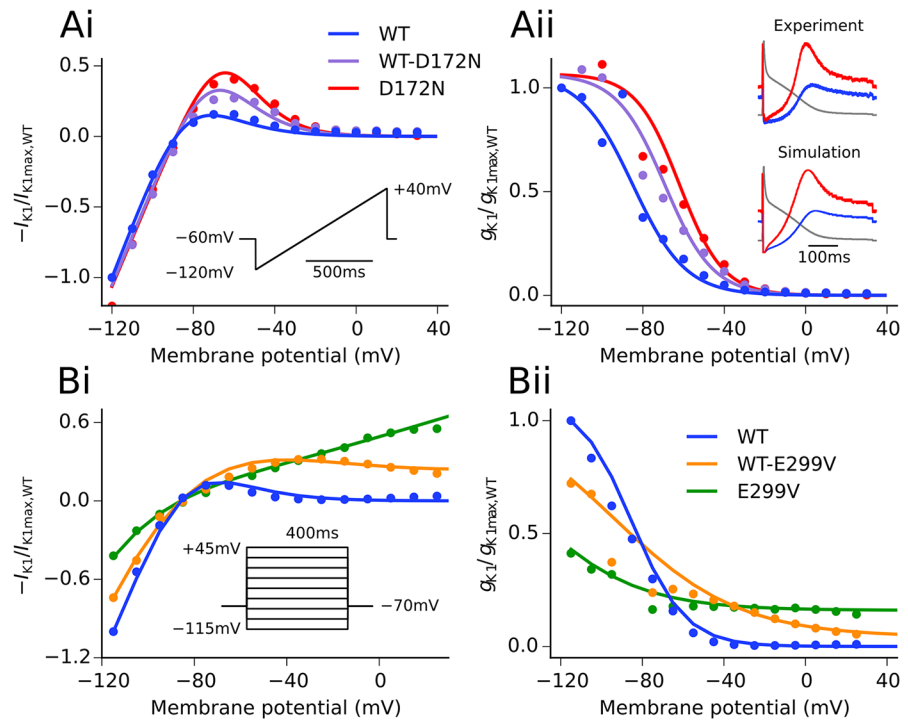 Ai
WT
WT-D172N
D172N
−I_K1/I_K1max,WT
0.5
0.0
−0.5
−1.0
+40mV
−60mV
−120mV
500ms
−120
−80
−40
0
40
Membrane potential (mV)
Aii
Experiment
Simulation
100ms
g_K1/g_K1max,WT
1.0
0.5
0.0
−120
−80
−40
0
40
Membrane potential (mV)
Bi
−I_K1/I_K1max,WT
0.6
0.0
−0.6
−1.2
400ms
+45mV
−70mV
−115mV
−120
−80
−40
0
Membrane potential (mV)
Bii
WT
WT-E299V
E299V
g_K1/g_K1max,WT
1.0
0.5
0.0
−120
−80
−40
0
40
Membrane potential (mV)